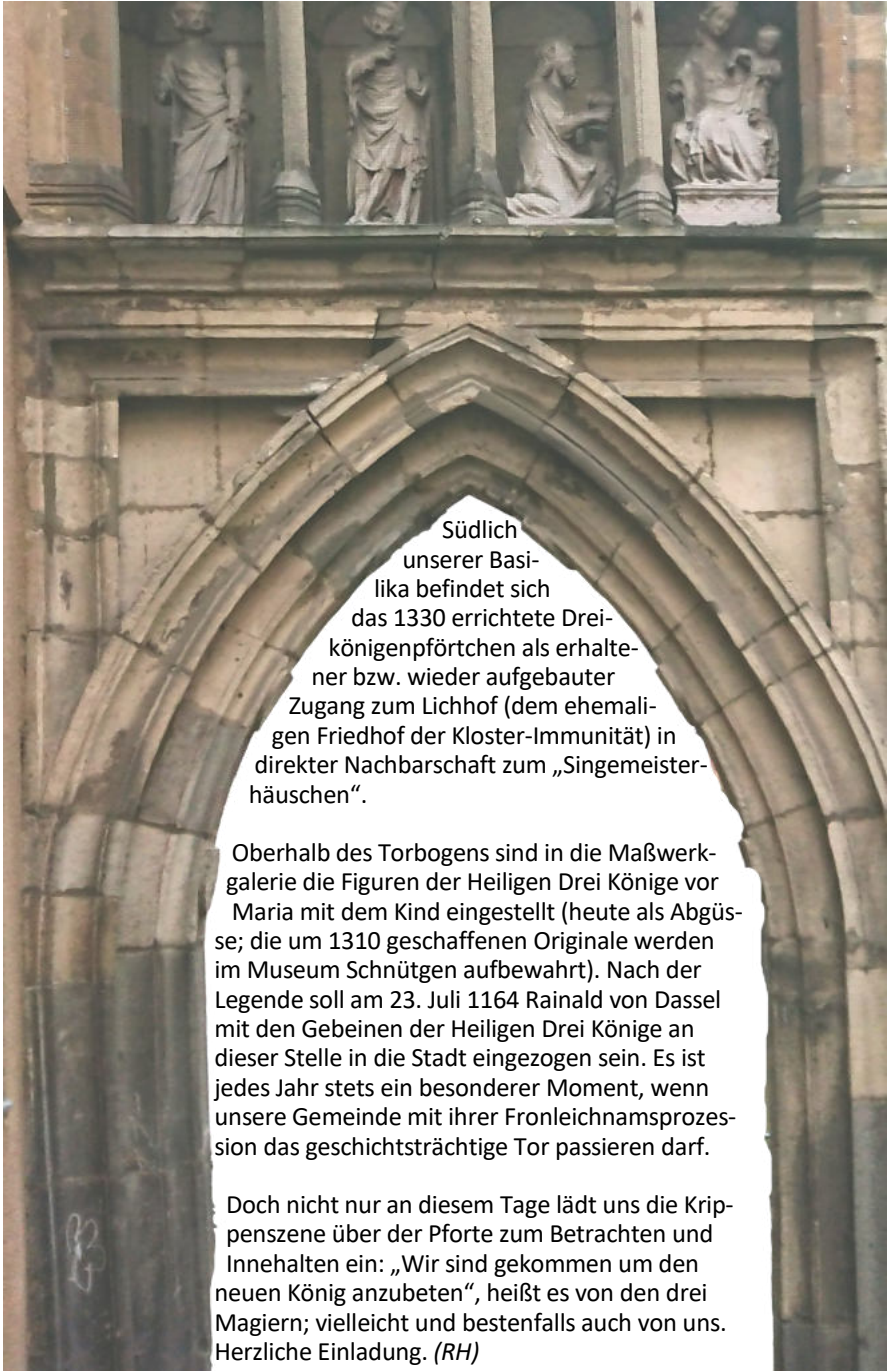 Südlich
unserer Basi-
lika befindet sich
das 1330 errichtete Drei-
königenpförtchen als erhalte-
ner bzw. wieder aufgebauter
Zugang zum Lichhof (dem ehemali-
gen Friedhof der Kloster-Immunität) in
direkter Nachbarschaft zum „Singemeister-
häuschen“.
Oberhalb des Torbogens sind in die Maßwerk-
galerie die Figuren der Heiligen Drei Könige vor
Maria mit dem Kind eingestellt (heute als Abgüs-
se; die um 1310 geschaffenen Originale werden
im Museum Schnütgen aufbewahrt). Nach der
Legende soll am 23. Juli 1164 Rainald von Dassel
mit den Gebeinen der Heiligen Drei Könige an
dieser Stelle in die Stadt eingezogen sein. Es ist
jedes Jahr stets ein besonderer Moment, wenn
unsere Gemeinde mit ihrer Fronleichnamsprozes-
sion das geschichtsträchtige Tor passieren darf.
Doch nicht nur an diesem Tage lädt uns die Krip-
penszene über der Pforte zum Betrachten und
Innehalten ein: „Wir sind gekommen um den
neuen König anzubeten“, heißt es von den drei
Magiern; vielleicht und bestenfalls auch von uns.
Herzliche Einladung. (RH)